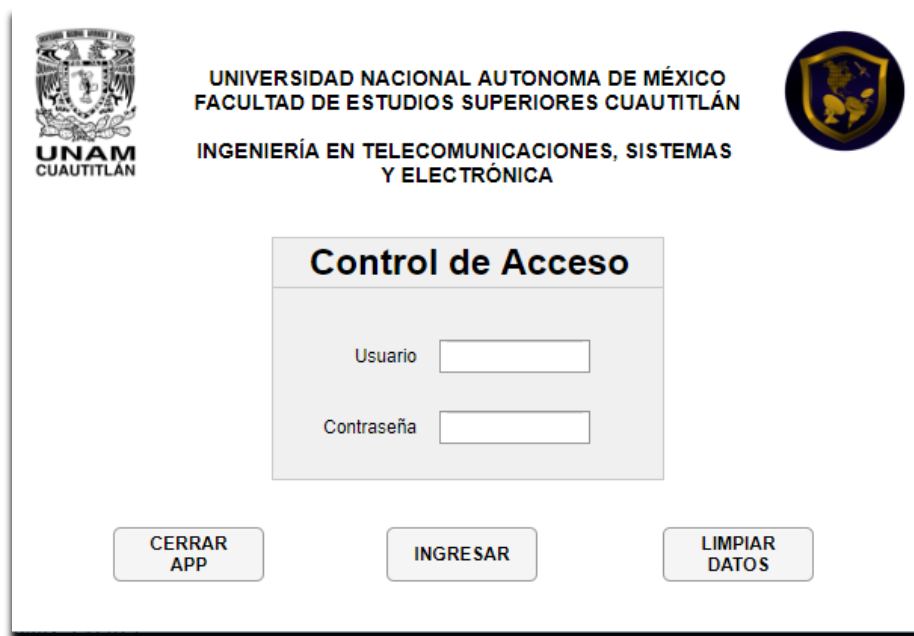 UNIVERSIDAD NACIONAL AUTONOMA DE MÉXICO
FACULTAD DE ESTUDIOS SUPERIORES CUAUTITLÁN
INGENIERÍA EN TELECOMUNICACIONES, SISTEMAS
Y ELECTRÓNICA
UNAM
CUAUTITLÁN
Control de Acceso
Usuario
Contraseña
CERRAR
APP
INGRESAR
LIMPIAR
DATOS